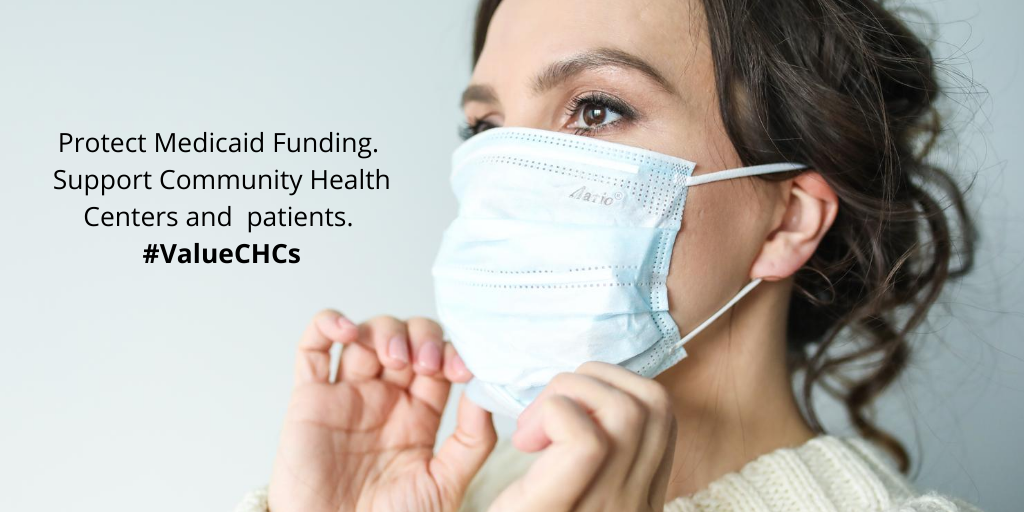 Protect Medicaid Funding.
Support Community Health
Centers and  patients.
#ValueCHCs